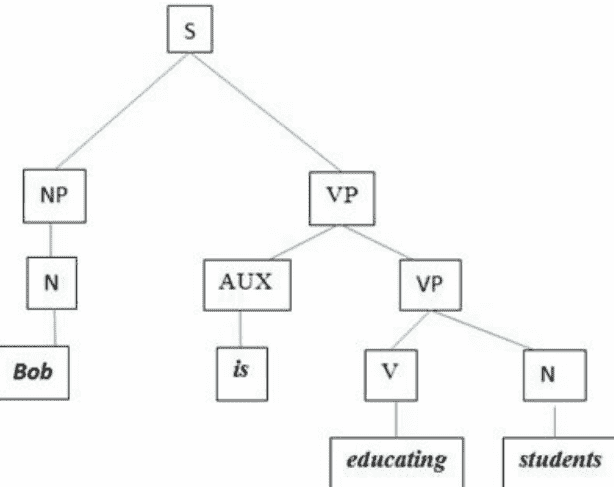 S
NP VP
N AUX VP
Bob is V N
educating students